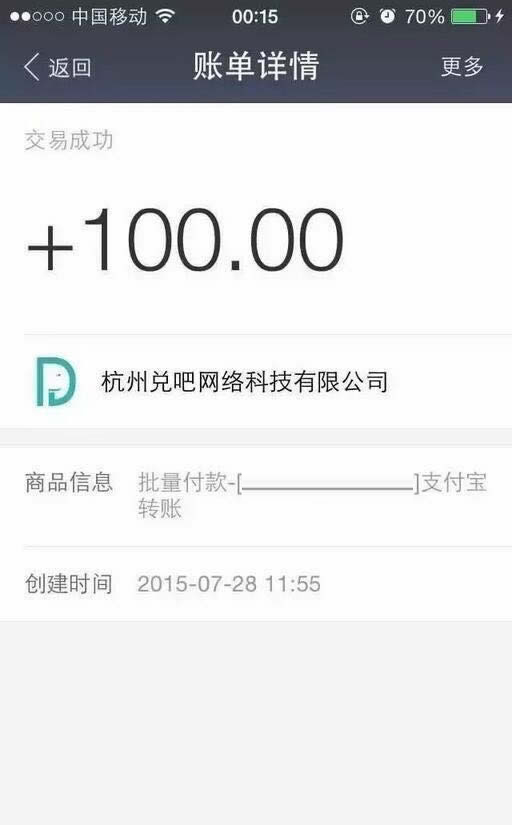 中国移动 00:15 70%
返回 账单详情 更多
交易成功
+100.00
杭州兑吧网络科技有限公司
商品信息 批量付款-[ ]支付宝
转账
创建时间 2015-07-28 11:55